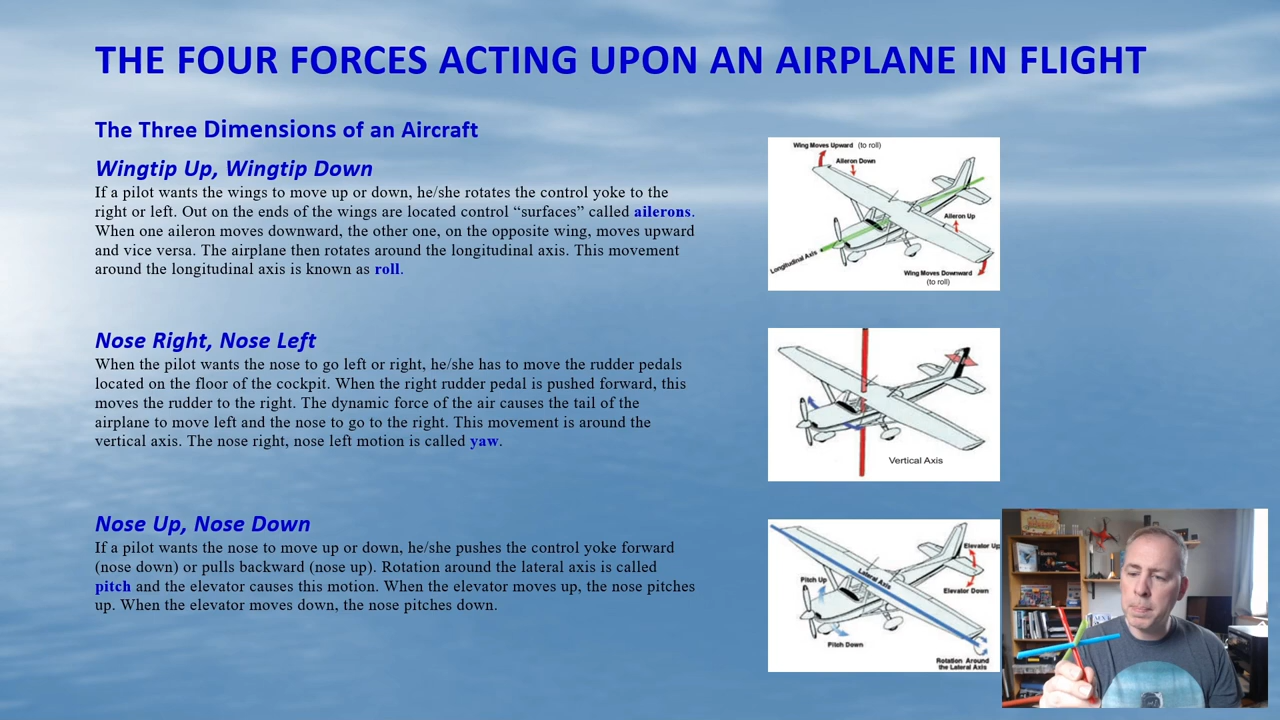 THE FOUR FORCES ACTING UPON AN AIRPLANE IN FLIGHT
The Three Dimensions of an Aircraft
Wingtip Up, Wingtip Down
If a pilot wants the wings to move up or down, he/she rotates the control yoke to the
right or left. Out on the ends of the wings are located control “surfaces” called ailerons.
When one aileron moves downward, the other one, on the opposite wing, moves upward
and vice versa. The airplane then rotates around the longitudinal axis. This movement
around the longitudinal axis is known as roll.
Wing Moves Upward (to roll)
Aileron Down
Aileron Up
Longitudinal Axis
Wing Moves Downward
(to roll)
Nose Right, Nose Left
When the pilot wants the nose to go left or right, he/she has to move the rudder pedals
located on the floor of the cockpit. When the right rudder pedal is pushed forward, this
moves the rudder to the right. The dynamic force of the air causes the tail of the
airplane to move left and the nose to go to the right. This movement is around the
vertical axis. The nose right, nose left motion is called yaw.
Vertical Axis
Nose Up, Nose Down
If a pilot wants the nose to move up or down, he/she pushes the control yoke forward
(nose down) or pulls backward (nose up). Rotation around the lateral axis is called
pitch and the elevator causes this motion. When the elevator moves up, the nose pitches
up. When the elevator moves down, the nose pitches down.
Elevator Up
Lateral Axis
Pitch Up
Elevator Down
Pitch Down
Rotation Around
the Lateral Axis